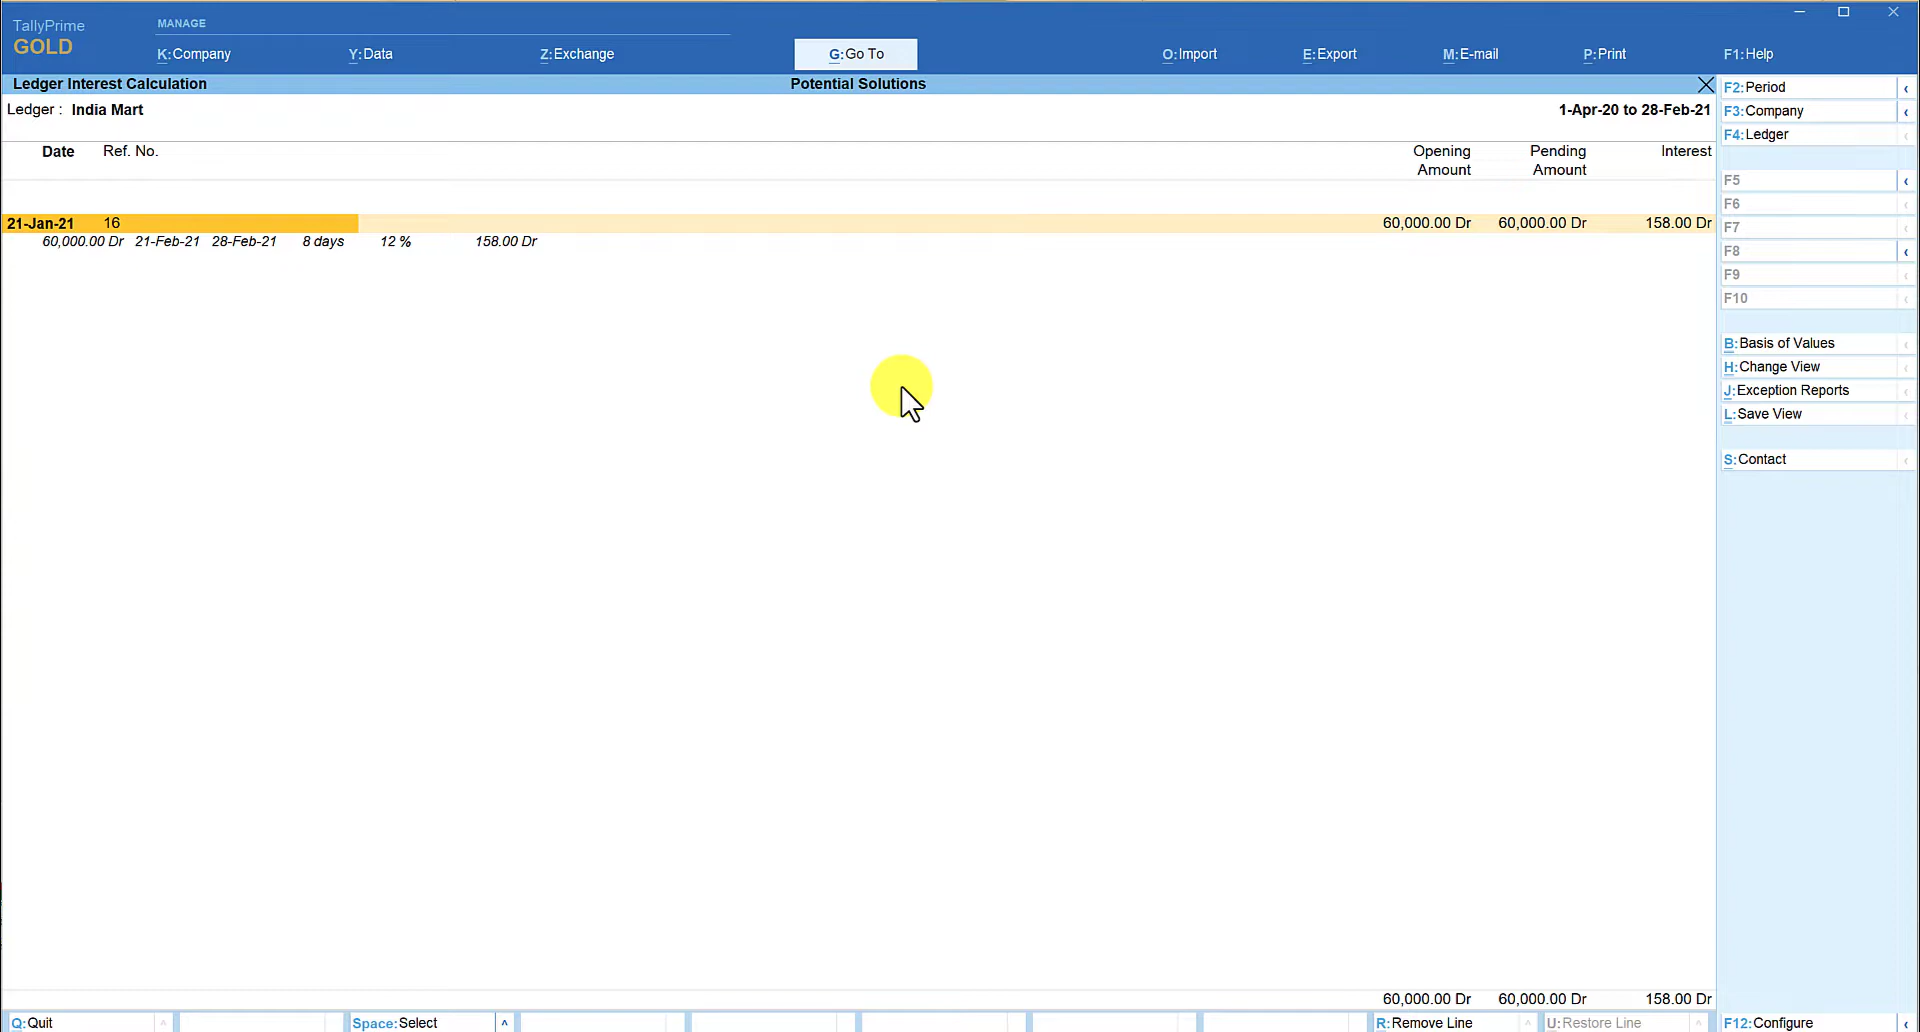 TallyPrime
GOLD
MANAGE
K:Company
Y:Data
Z:Exchange
G:Go To
O:Import
E:Export
M:E-mail
P:Print
F1:Help
Ledger Interest Calculation
Potential Solutions
Ledger : India Mart
1-Apr-20 to 28-Feb-21
Date Ref. No. Opening Pending Interest
Amount Amount
21-Jan-21 16 60,000.00 Dr 60,000.00 Dr 158.00 Dr
60,000.00 Dr 21-Feb-21 28-Feb-21 8 days 12 % 158.00 Dr
60,000.00 Dr 60,000.00 Dr 158.00 Dr
F2:Period
F3:Company
F4:Ledger
F5
F6
F7
F8
F9
F10
B:Basis of Values
H:Change View
J:Exception Reports
L:Save View
S:Contact
Q:Quit
Space:Select
R:Remove Line
U:Restore Line
F12:Configure